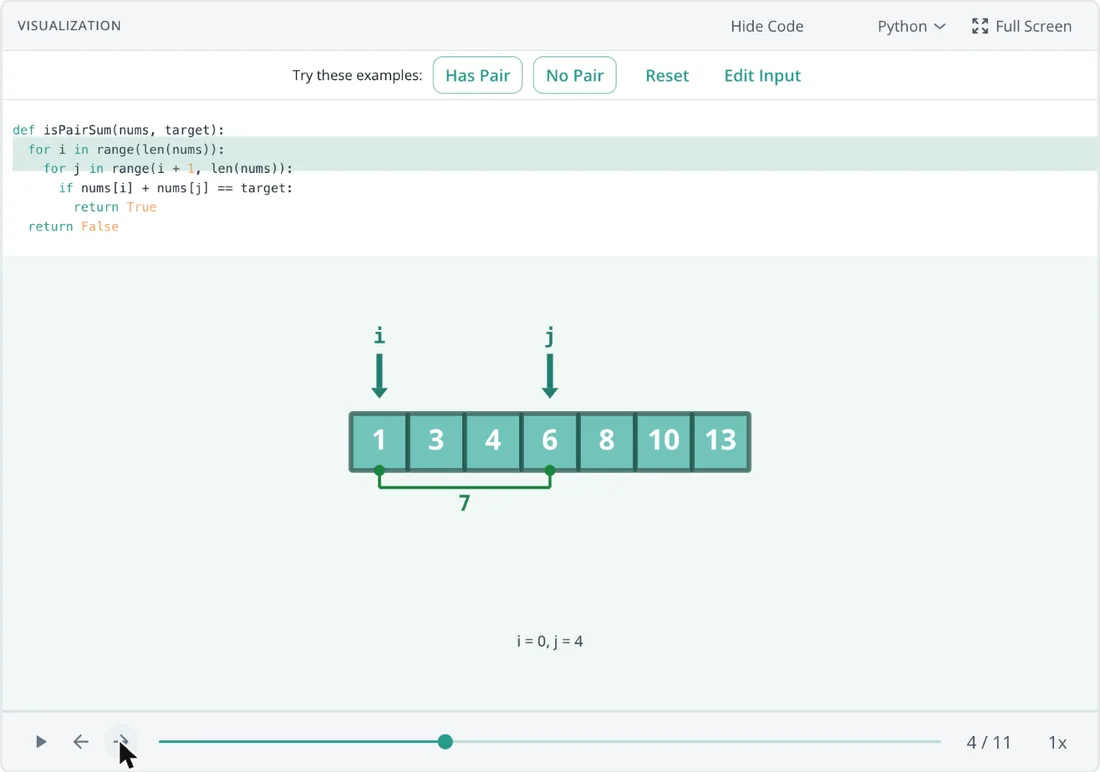 VISUALIZATION Hide Code Python Full Screen
Try these examples: Has Pair No Pair Reset Edit Input
def isPairSum(nums, target):
  for i in range(len(nums)):
    for j in range(i + 1, len(nums)):
      if nums[i] + nums[j] == target:
        return True
  return False
i j
1 3 4 6 8 10 13
7
i = 0, j = 4
4 / 11 1x